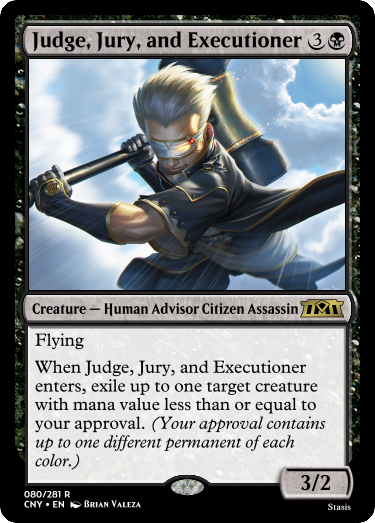 Judge, Jury, and Executioner 3
Creature — Human Advisor Citizen Assassin
Flying
When Judge, Jury, and Executioner
enters, exile up to one target creature
with mana value less than or equal to
your approval. (Your approval contains
up to one different permanent of each
color.)
3/2
080/281 R
CNY • EN Brian Valeza
Stasis